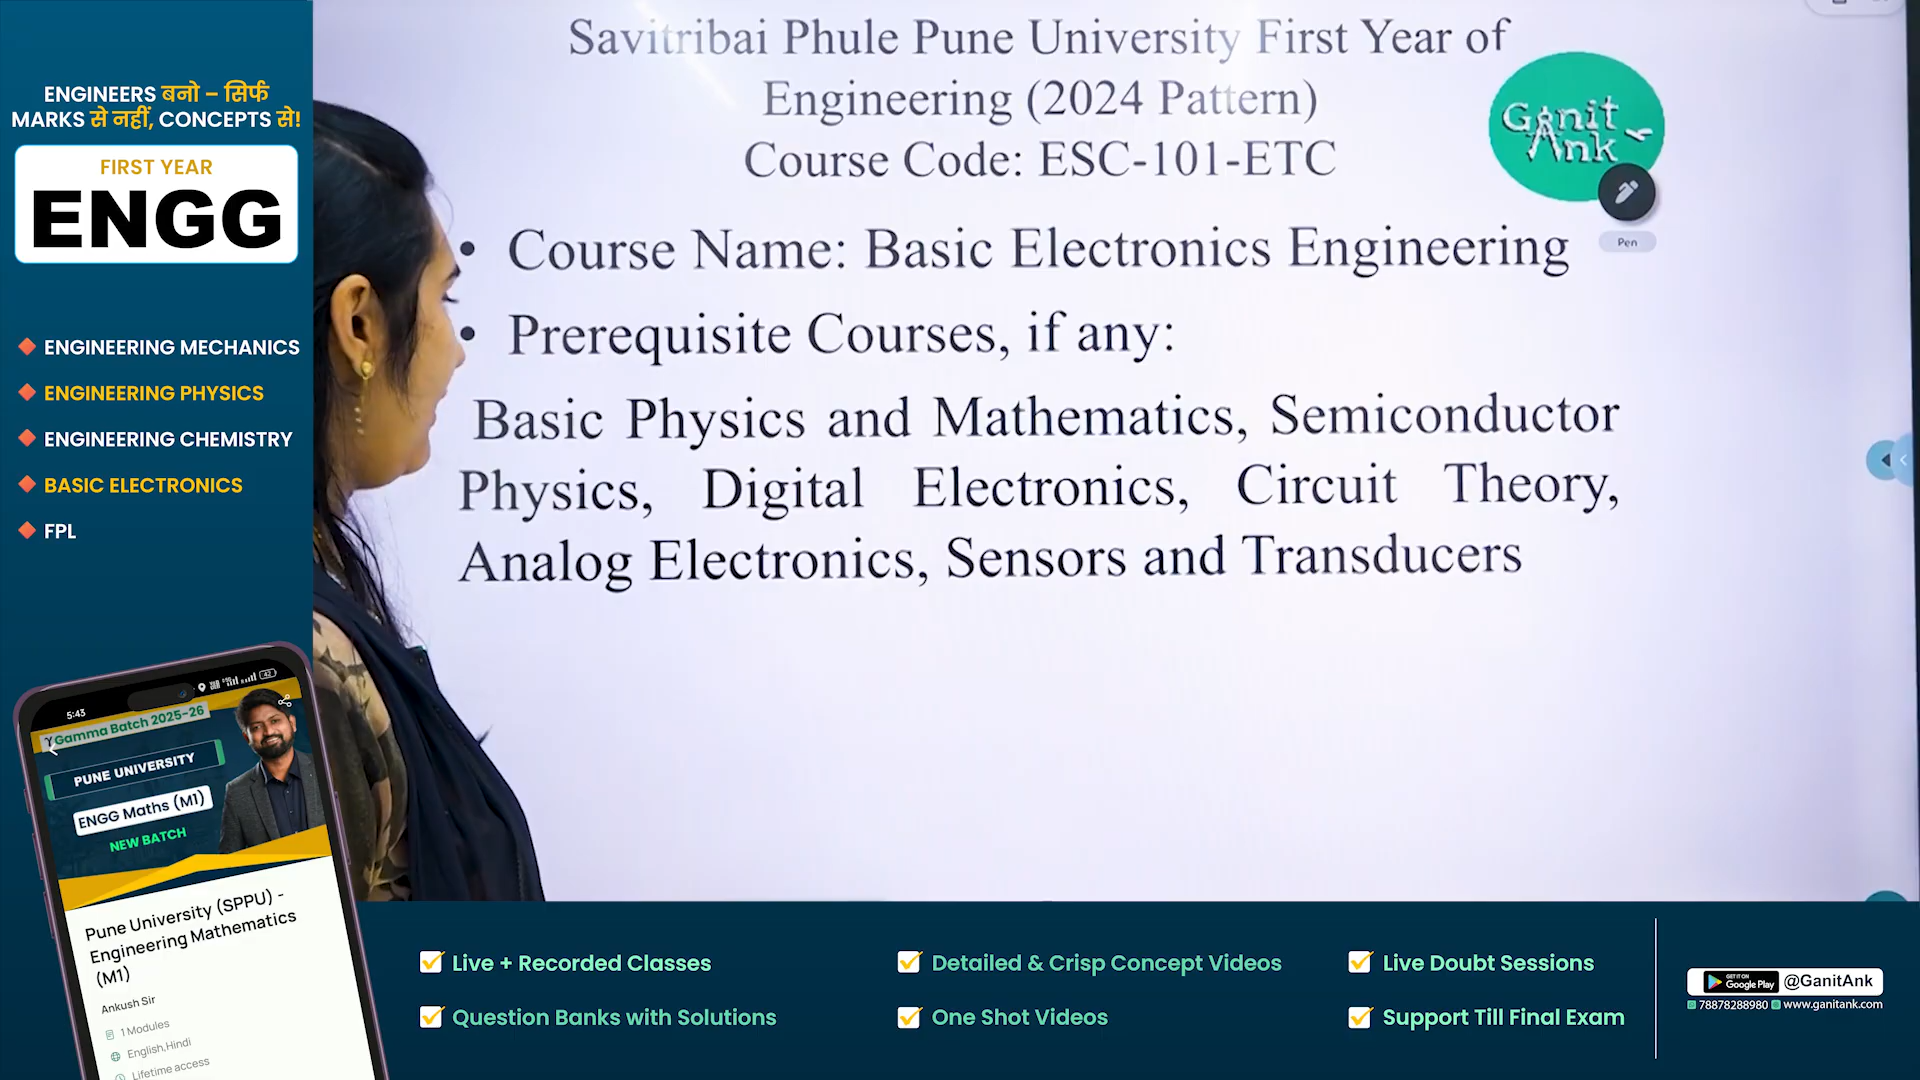 ENGINEERS बनो – सिर्फ
MARKS से नहीं, CONCEPTS से!
FIRST YEAR
ENGG
ENGINEERING MECHANICS
ENGINEERING PHYSICS
ENGINEERING CHEMISTRY
BASIC ELECTRONICS
FPL
Savitribai Phule Pune University First Year of
Engineering (2024 Pattern)
Course Code: ESC-101-ETC
Ganit
Ank
Pen
• Course Name: Basic Electronics Engineering
• Prerequisite Courses, if any:
Basic Physics and Mathematics, Semiconductor
Physics, Digital Electronics, Circuit Theory,
Analog Electronics, Sensors and Transducers
5:43
γ Gamma Batch 2025-26
PUNE UNIVERSITY
ENGG Maths (M1)
NEW BATCH
Pune University (SPPU) -
Engineering Mathematics
(M1)
Ankush Sir
1 Modules
English,Hindi
Lifetime access
Live + Recorded Classes
Detailed & Crisp Concept Videos
Live Doubt Sessions
Question Banks with Solutions
One Shot Videos
Support Till Final Exam
GET IT ON
Google Play
@GanitAnk
78878288980 www.ganitank.com